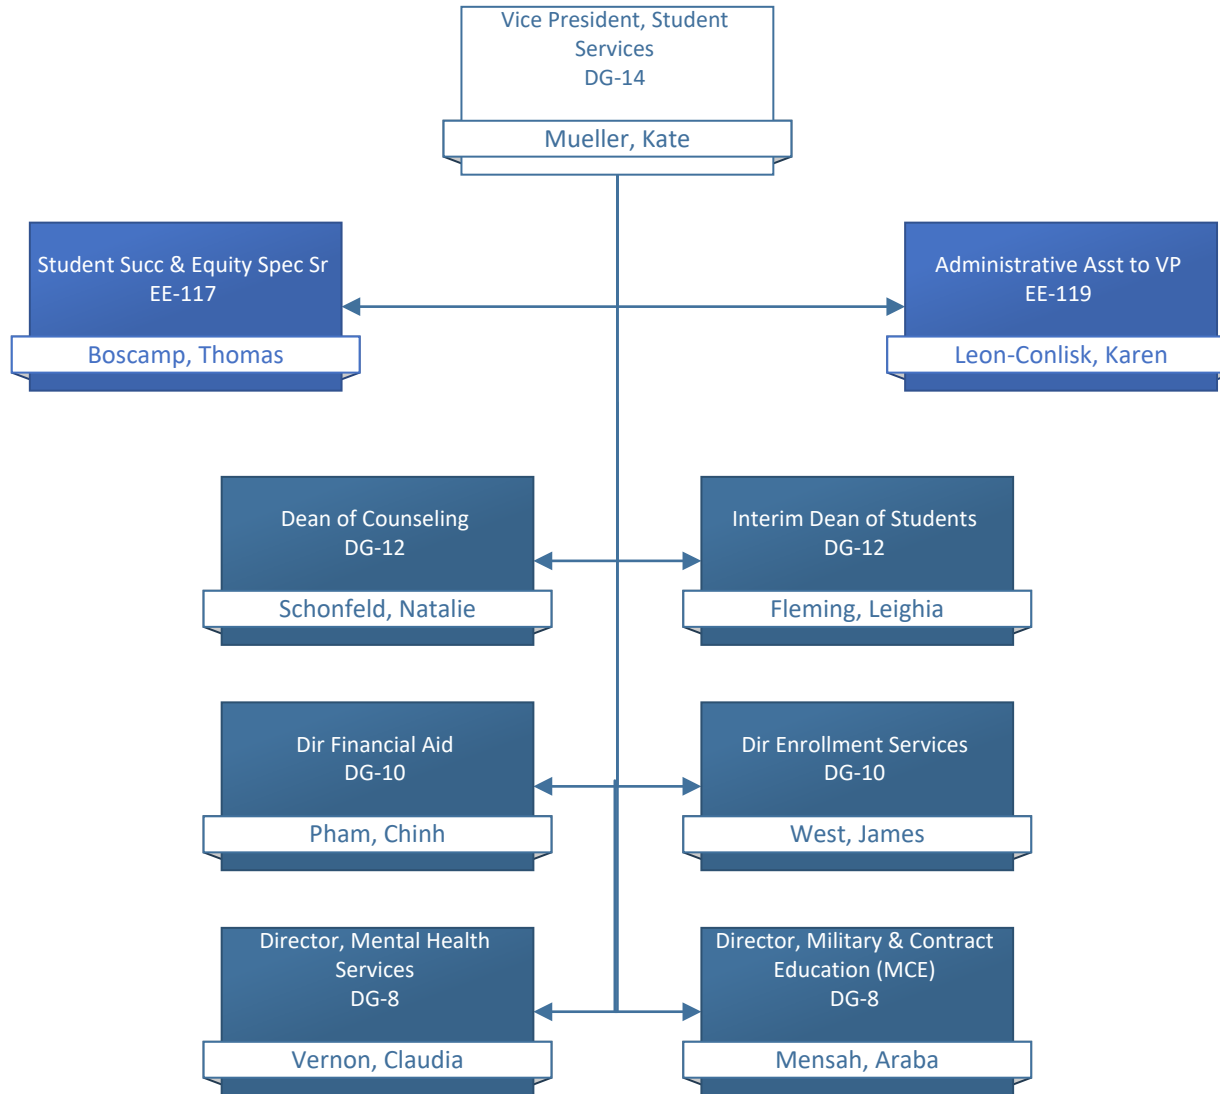 Vice President, Student
Services
DG-14
Mueller, Kate
Student Succ & Equity Spec Sr
EE-117
Boscamp, Thomas
Administrative Asst to VP
EE-119
Leon-Conlisk, Karen
Dean of Counseling
DG-12
Schonfeld, Natalie
Interim Dean of Students
DG-12
Fleming, Leighia
Dir Financial Aid
DG-10
Pham, Chinh
Dir Enrollment Services
DG-10
West, James
Director, Mental Health
Services
DG-8
Vernon, Claudia
Director, Military & Contract
Education (MCE)
DG-8
Mensah, Araba